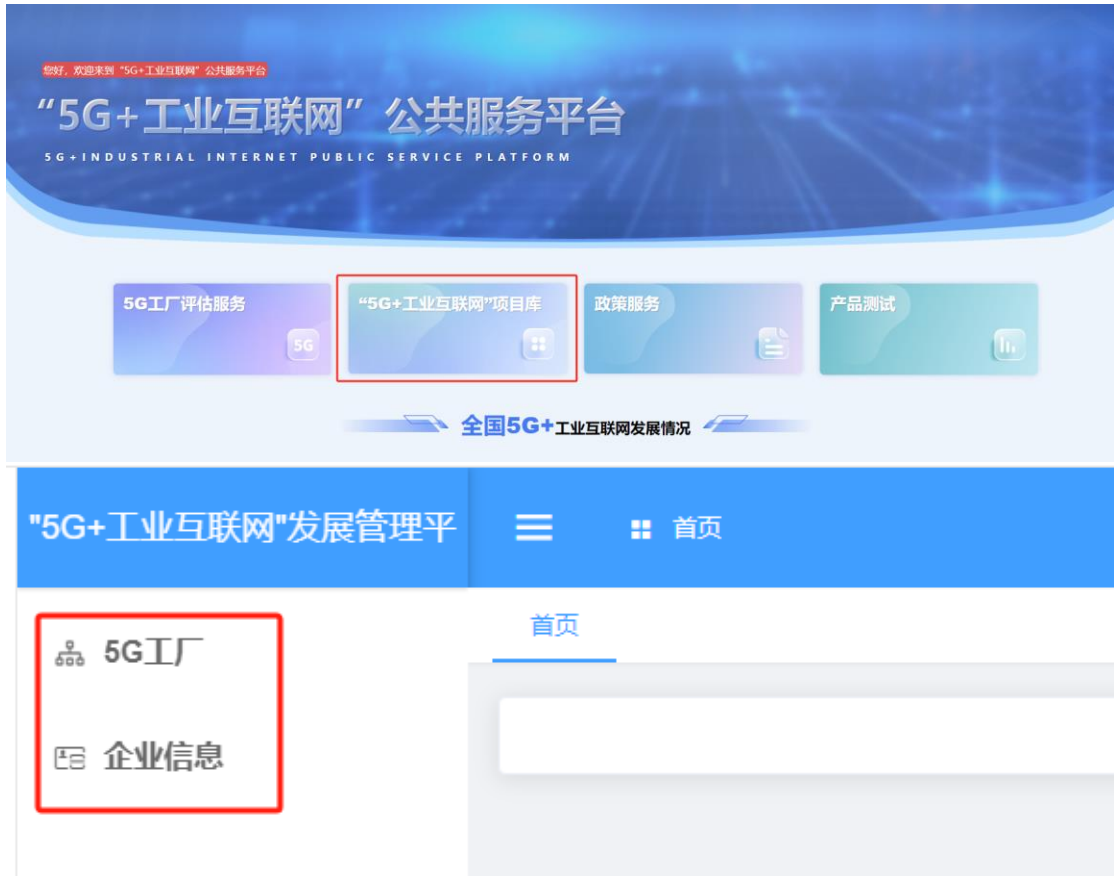 您好，欢迎来到 "5G+工业互联网" 公共服务平台
“5G+工业互联网” 公共服务平台
5G+INDUSTRIAL INTERNET PUBLIC SERVICE PLATFORM
5G工厂评估服务
“5G+工业互联网”项目库
政策服务
产品测试
5G
全国5G+工业互联网发展情况
"5G+工业互联网"发展管理平
首页
首页
5G工厂
企业信息